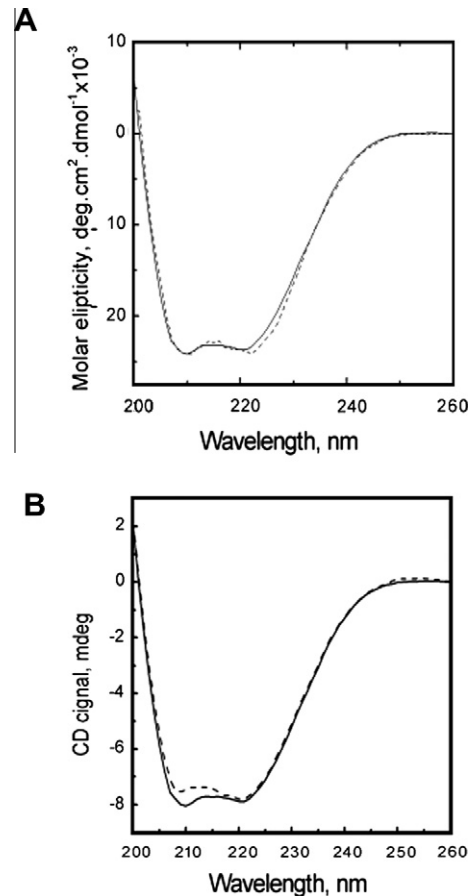 A
Molar elipticity, deg.cm².dmol⁻¹x10⁻³
10
0
10
20
200 220 240 260
Wavelength, nm
B
CD cignal, mdeg
2
0
-2
-4
-6
-8
200 210 220 230 240 250 260
Wavelength, nm